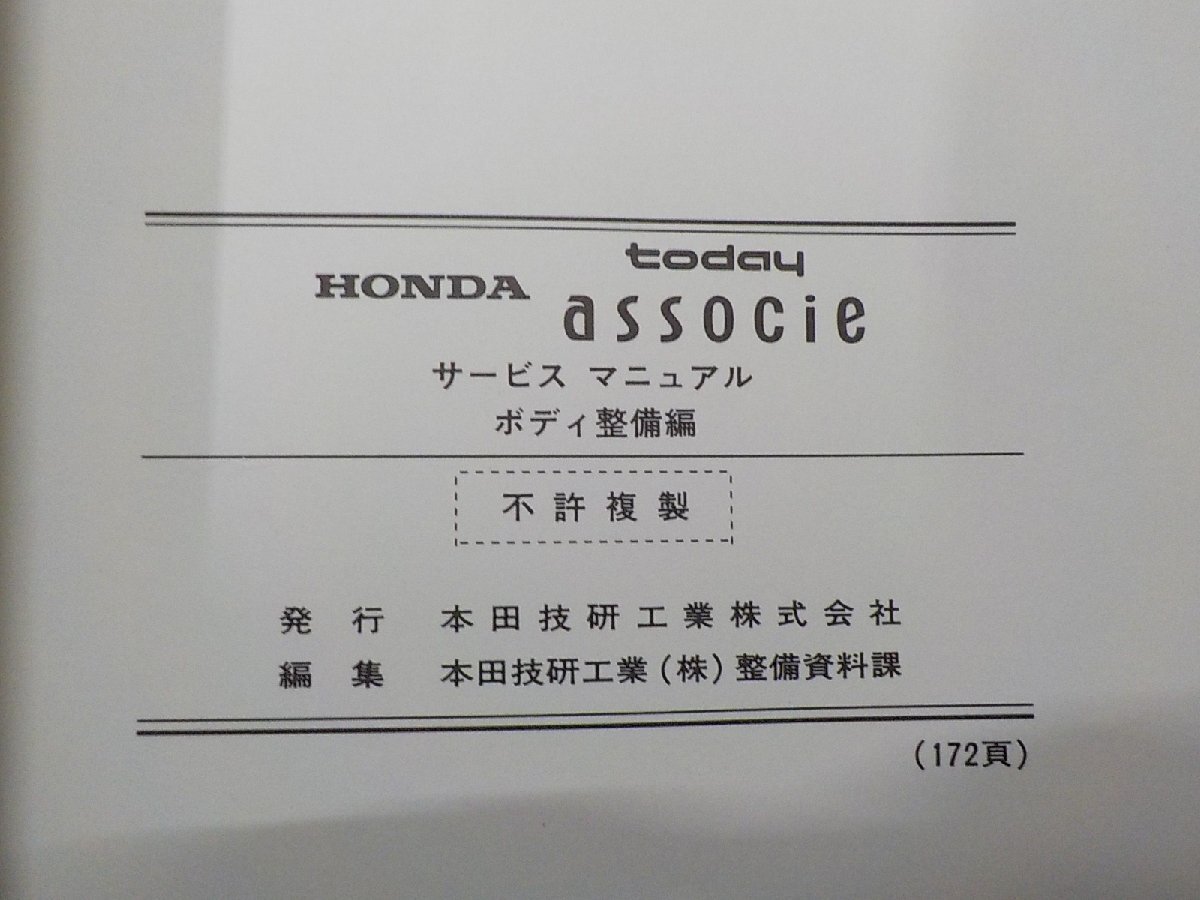 today
HONDA associe
サービス マニュアル
ボディ整備編
不許複製
発行 本田技研工業株式会社
編集 本田技研工業(株)整備資料課
(172頁)